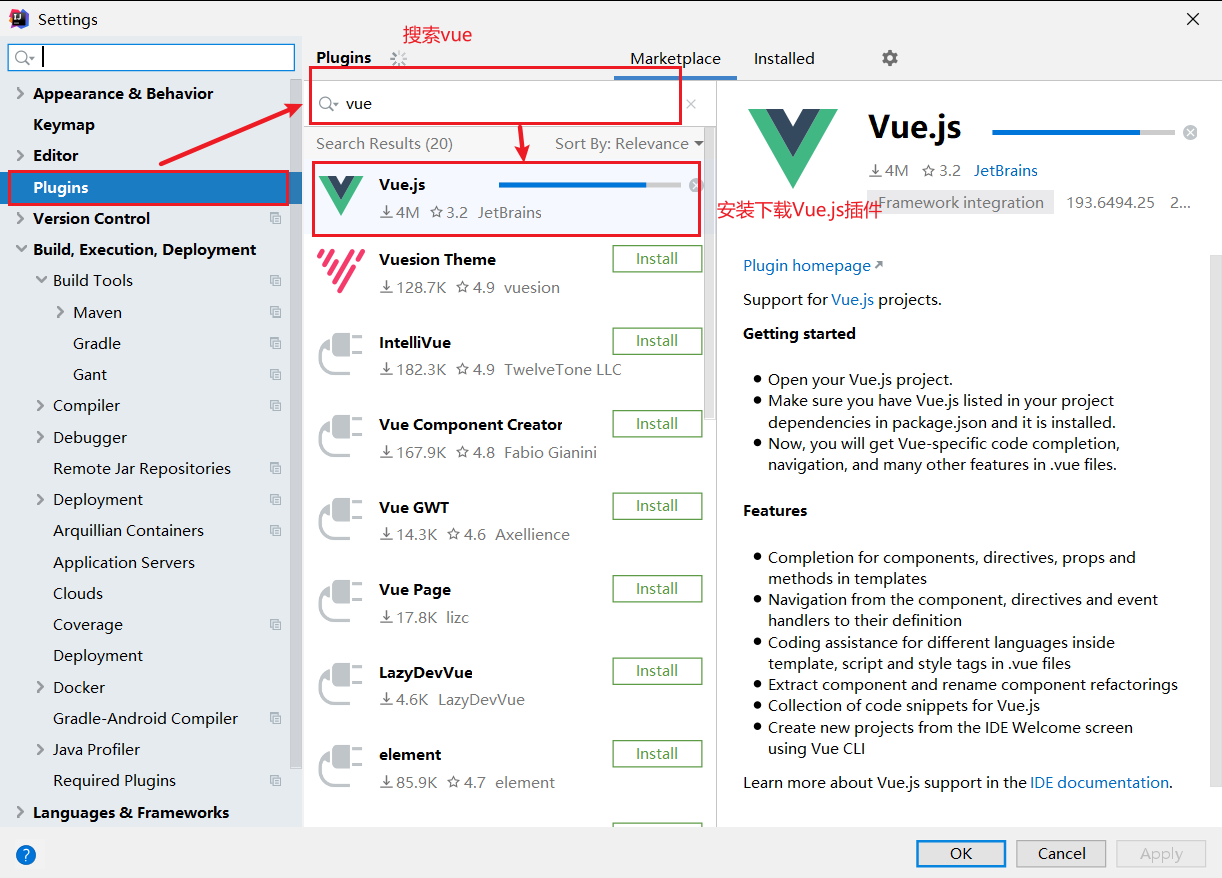 Settings
搜索vue
Plugins
Marketplace
Installed
Appearance & Behavior
Keymap
Editor
Plugins
Version Control
Build, Execution, Deployment
Build Tools
Maven
Gradle
Gant
Compiler
Debugger
Remote Jar Repositories
Deployment
Arquillian Containers
Application Servers
Clouds
Coverage
Deployment
Docker
Gradle-Android Compiler
Java Profiler
Required Plugins
Languages & Frameworks
vue
Search Results (20)
Sort By: Relevance
Vue.js
4M 3.2 JetBrains
Vuesion Theme
Install
128.7K 4.9 vuesion
IntelliVue
Install
182.3K 4.9 TwelveTone LLC
Vue Component Creator
Install
167.9K 4.8 Fabio Gianini
Vue GWT
Install
14.3K 4.6 Axellience
Vue Page
Install
17.8K lizc
LazyDevVue
Install
4.6K LazyDevVue
element
Install
85.9K 4.7 element
Vue.js
4M 3.2 JetBrains
安装下载Vue.js插件
Framework integration 193.6494.25 2...
Plugin homepage
Support for Vue.js projects.
Getting started
Open your Vue.js project.
Make sure you have Vue.js listed in your project
dependencies in package.json and it is installed.
Now, you will get Vue-specific code completion,
navigation, and many other features in .vue files.
Features
Completion for components, directives, props and
methods in templates
Navigation from the component, directives and event
handlers to their definition
Coding assistance for different languages inside
template, script and style tags in .vue files
Extract component and rename component refactorings
Collection of code snippets for Vue.js
Create new projects from the IDE Welcome screen
using Vue CLI
Learn more about Vue.js support in the IDE documentation.
?
OK
Cancel
Apply